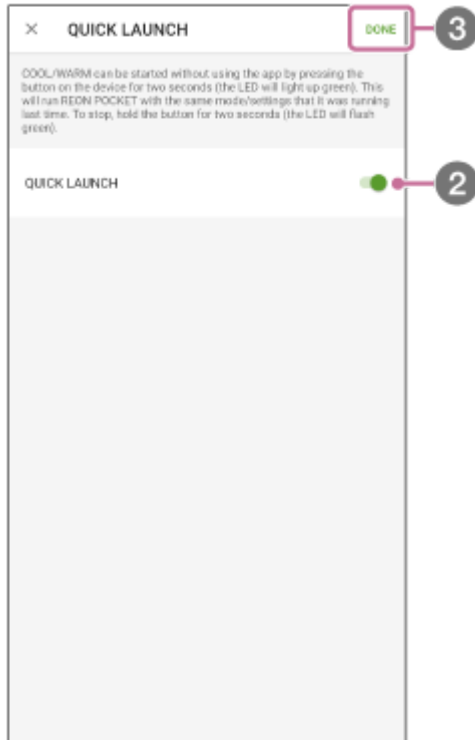 × QUICK LAUNCH DONE 3
COOL/WARM can be started without using the app by pressing the
button on the device for two seconds (the LED will light up green). This
will run REON POCKET with the same mode/settings that it was running
last time. To stop, hold the button for two seconds (the LED will flash
green).
QUICK LAUNCH 2